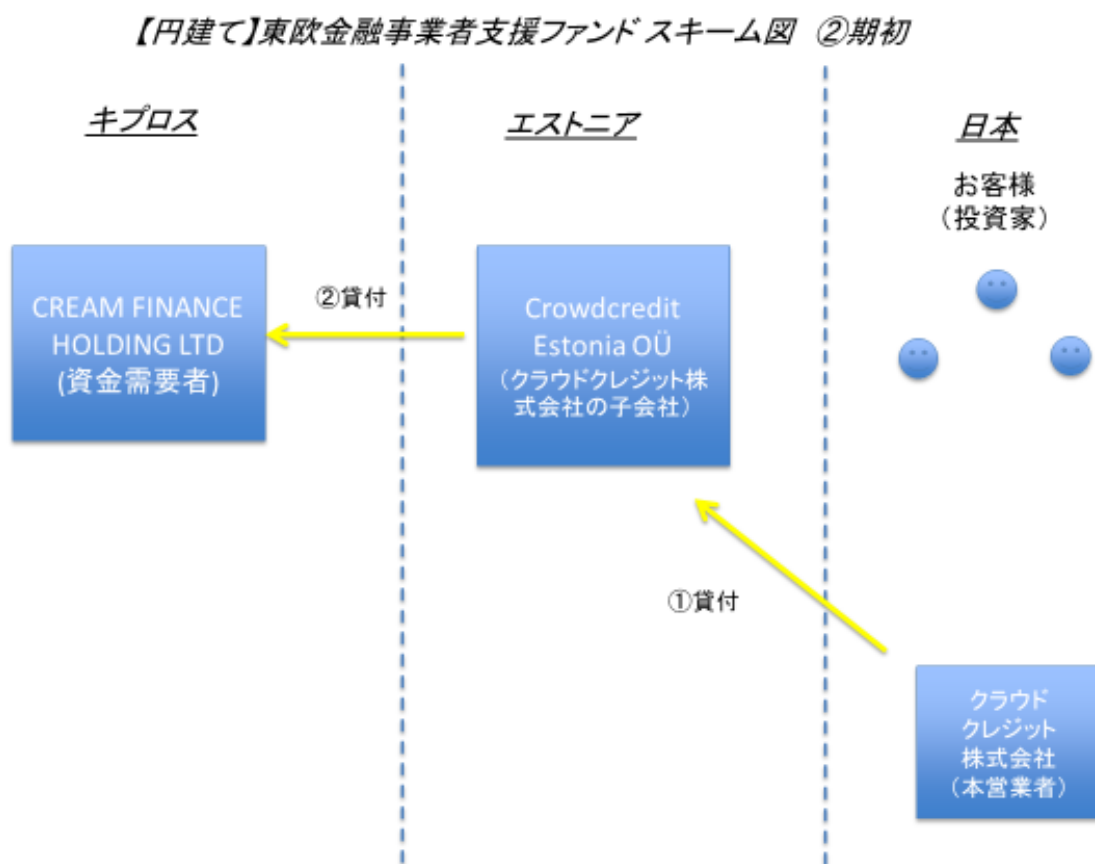 【円建て】東欧金融事業者支援ファンド スキーム図 ②期初
キプロス
エストニア
日本
お客様
（投資家）
CREAM FINANCE
HOLDING LTD
(資金需要者)
②貸付
Crowdcredit
Estonia OÜ
（クラウドクレジット株
式会社の子会社）
①貸付
クラウド
クレジット
株式会社
（本営業者）